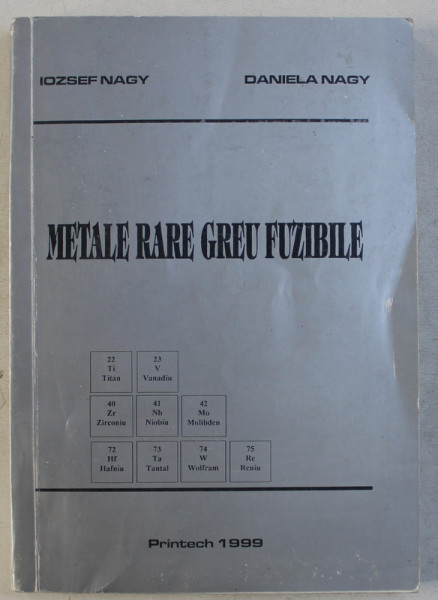 IOZSEF NAGY DANIELA NAGY
METALE RARE GREU FUZIBILE
22 23
Ti V
Titan Vanadiu
40 41 42
Zr Nb Mo
Zirconiu Niobiu Molibden
72 73 74 75
Hf Ta W Re
Hafniu Tantal Wolfram Reniu
Printech 1999